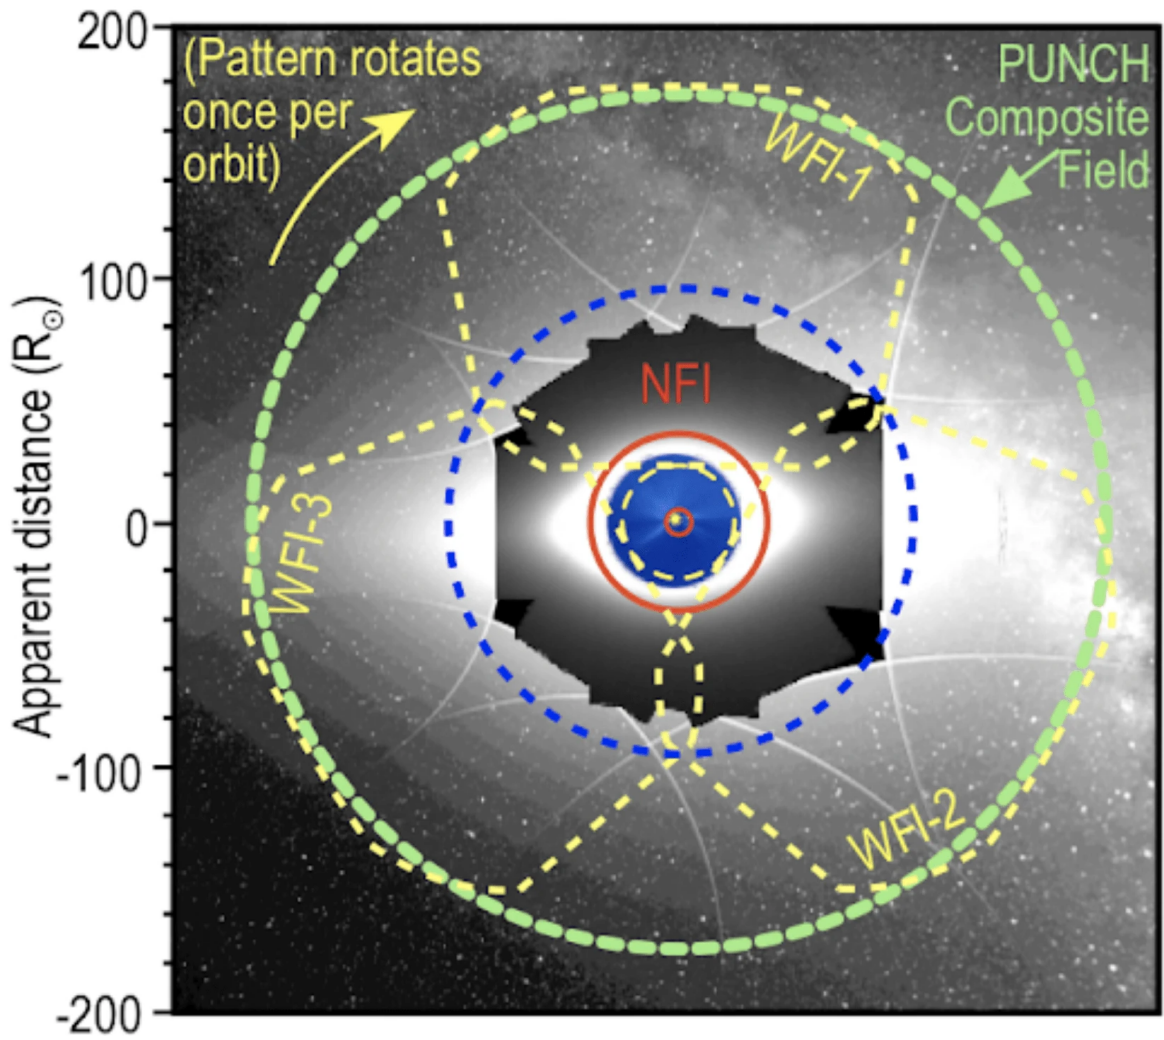 200
100
0
-100
-200
Apparent distance (R☉)
(Pattern rotates
once per
orbit)
PUNCH
Composite
Field
WFI-1
NFI
WFI-3
WFI-2